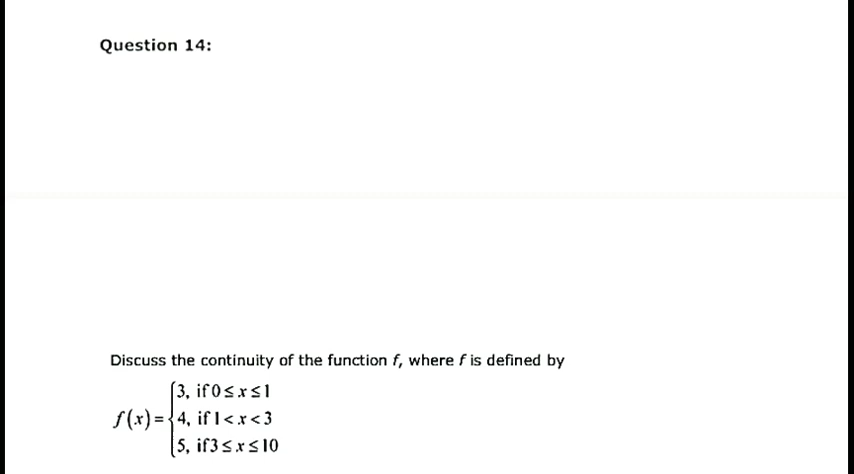 Question 14:
Discuss the continuity of the function f, where f is defined by
3, if 0 ≤ x ≤ 1
f(x) = { 4, if 1 < x < 3
5, if 3 ≤ x ≤ 10